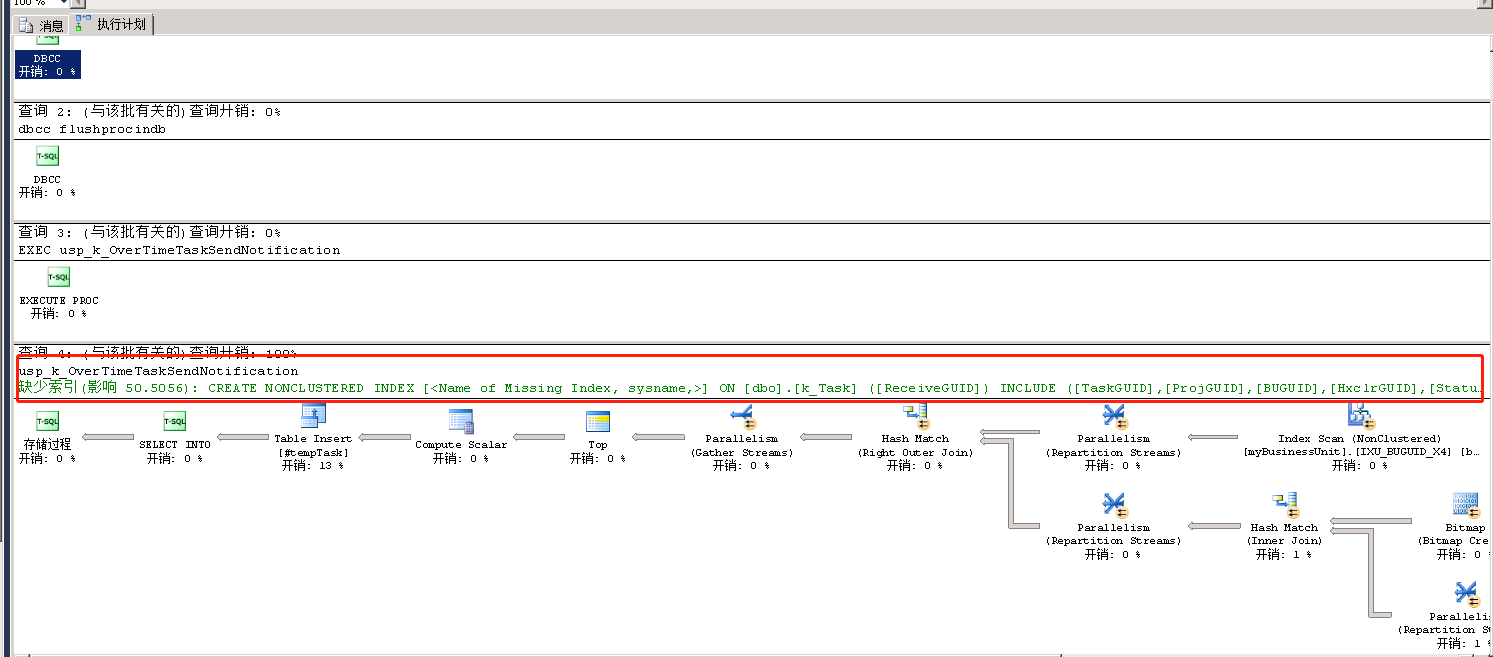 100 %
消息 执行计划
T-SQL
DBCC
开销: 0 %
查询 2: (与该批有关的)查询开销: 0%
dbcc flushprocindb
T-SQL
DBCC
开销: 0 %
查询 3: (与该批有关的)查询开销: 0%
EXEC usp_k_OverTimeTaskSendNotification
T-SQL
EXECUTE PROC
开销: 0 %
查询 4: (与该批有关的)查询开销: 100%
usp_k_OverTimeTaskSendNotification
缺少索引(影响 50.5056): CREATE NONCLUSTERED INDEX [<Name of Missing Index, sysname,>] ON [dbo].[k_Task] ([ReceiveGUID]) INCLUDE ([TaskGUID],[ProjGUID],[BUGUID],[HxclrGUID],[Statu…
T-SQL
存储过程
开销: 0 %
T-SQL
SELECT INTO
开销: 0 %
Table Insert
[#tempTask]
开销: 13 %
Compute Scalar
开销: 0 %
Top
开销: 0 %
Parallelism
(Gather Streams)
开销: 0 %
Hash Match
(Right Outer Join)
开销: 0 %
Parallelism
(Repartition Streams)
开销: 0 %
Index Scan (NonClustered)
[myBusinessUnit].[IXU_BUGUID_X4] [b…
开销: 0 %
Parallelism
(Repartition Streams)
开销: 0 %
Hash Match
(Inner Join)
开销: 1 %
Bitmap
(Bitmap Cre
开销: 0
Parallelis
(Repartition S
开销: 1 %